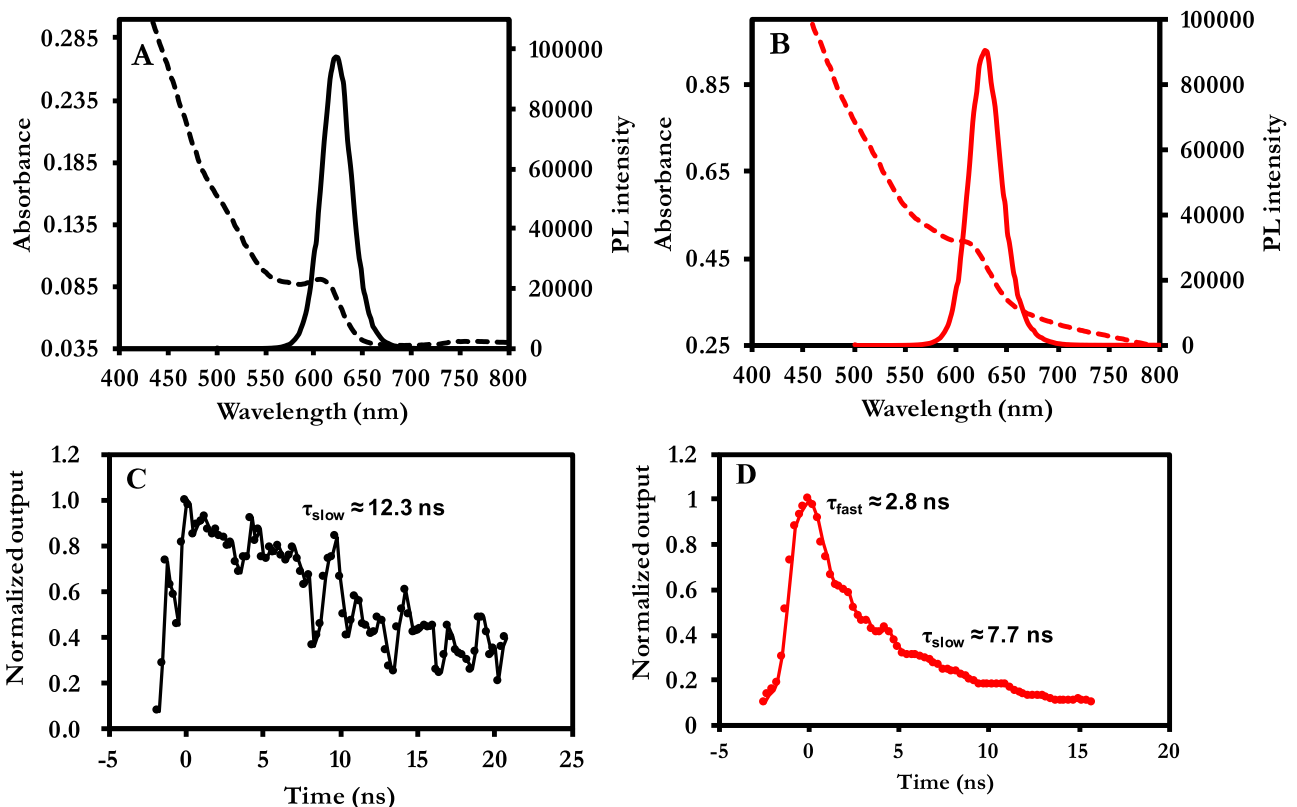 A
0.285
0.235
0.185
0.135
0.085
0.035
Absorbance
100000
80000
60000
40000
20000
0
PL intensity
400 450 500 550 600 650 700 750 800
Wavelength (nm)
B
0.85
0.65
0.45
0.25
Absorbance
100000
80000
60000
40000
20000
0
PL intensity
400 450 500 550 600 650 700 750 800
Wavelength (nm)
C
1.2
1.0
0.8
0.6
0.4
0.2
0.0
Normalized output
τslow ≈ 12.3 ns
-5 0 5 10 15 20 25
Time (ns)
D
1.2
1
0.8
0.6
0.4
0.2
0
Normalized output
τfast ≈ 2.8 ns
τslow ≈ 7.7 ns
-5 0 5 10 15 20
Time (ns)